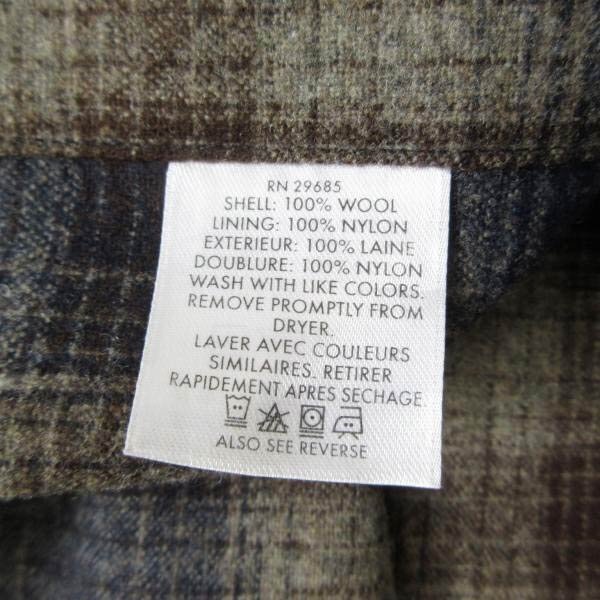 RN 29685
SHELL: 100% WOOL
LINING: 100% NYLON
EXTERIEUR: 100% LAINE
DOUBLURE: 100% NYLON
WASH WITH LIKE COLORS.
REMOVE PROMPTLY FROM
DRYER.
LAVER AVEC COULEURS
SIMILAIRES. RETIRER
RAPIDEMENT APRES SECHAGE.
ALSO SEE REVERSE